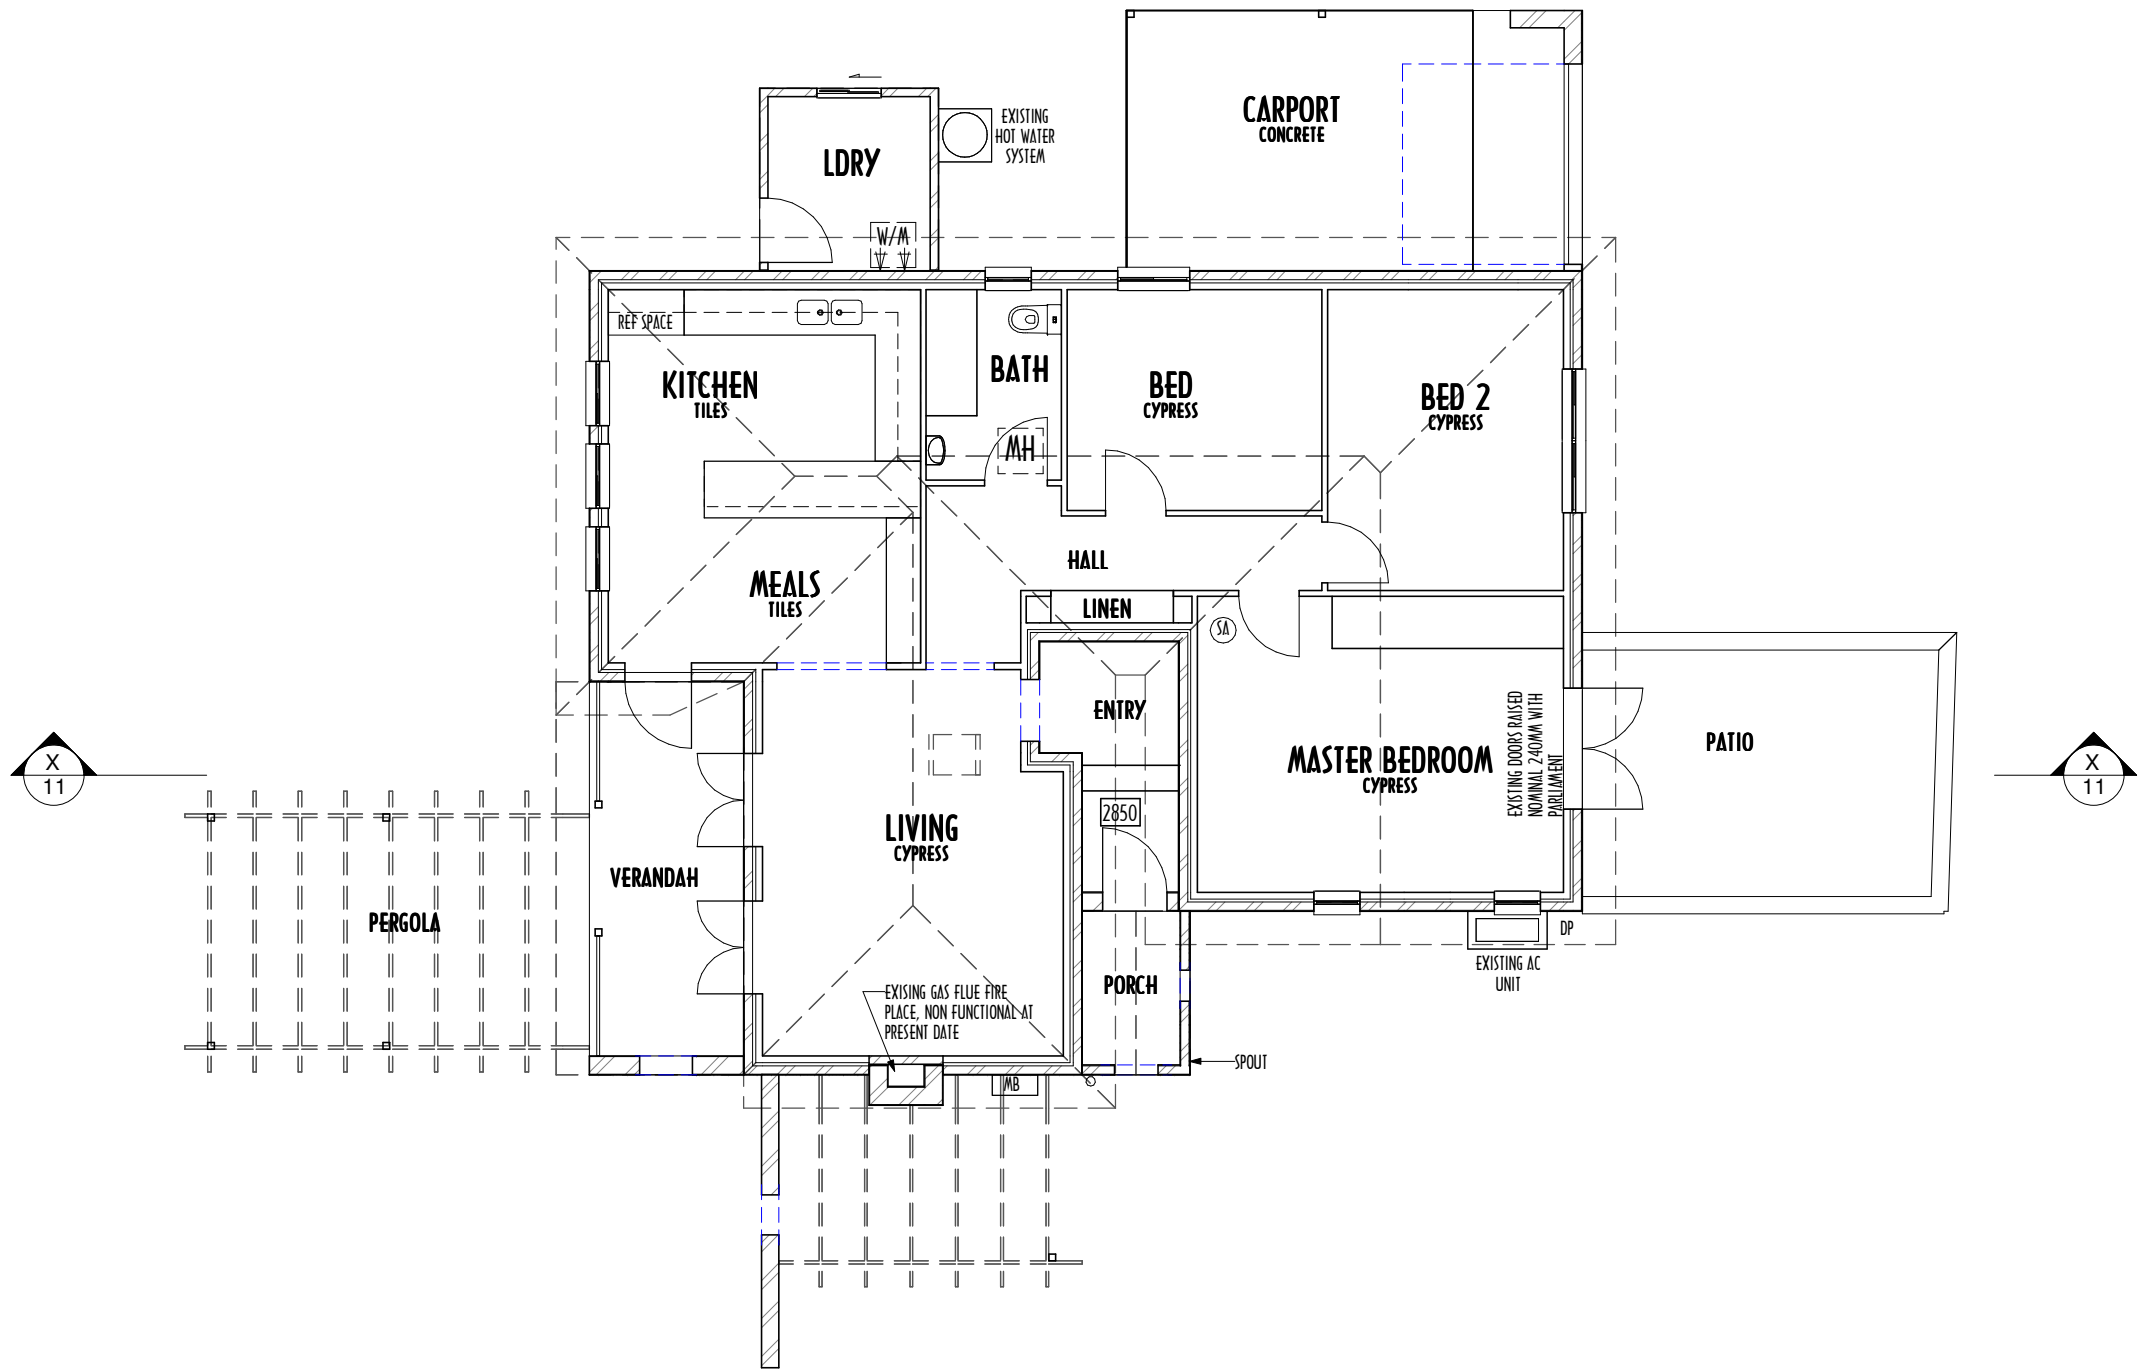 CARPORT
CONCRETE
EXISTING
HOT WATER
SYSTEM
LDRY
W/M
REF SPACE
KITCHEN
TILES
BATH
MH
BED
CYPRESS
BED 2
CYPRESS
HALL
MEALS
TILES
LINEN
SA
ENTRY
MASTER BEDROOM
CYPRESS
EXISTING DOORS RAISED
NOMINAL 240MM WITH
PARLIAMENT
PATIO
X
11
X
11
2850
LIVING
CYPRESS
VERANDAH
PERGOLA
DP
EXISTING AC
UNIT
PORCH
EXISING GAS FLUE FIRE
PLACE, NON FUNCTIONAL AT
PRESENT DATE
SPOUT
MB